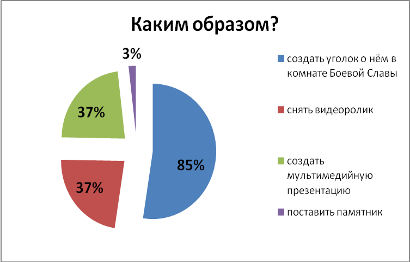 Каким образом?
3%
37%
37%
85%
создать уголок о нём в
комнате Боевой Славы
снять видеоролик
создать
мультимедийную
презентацию
поставить памятник